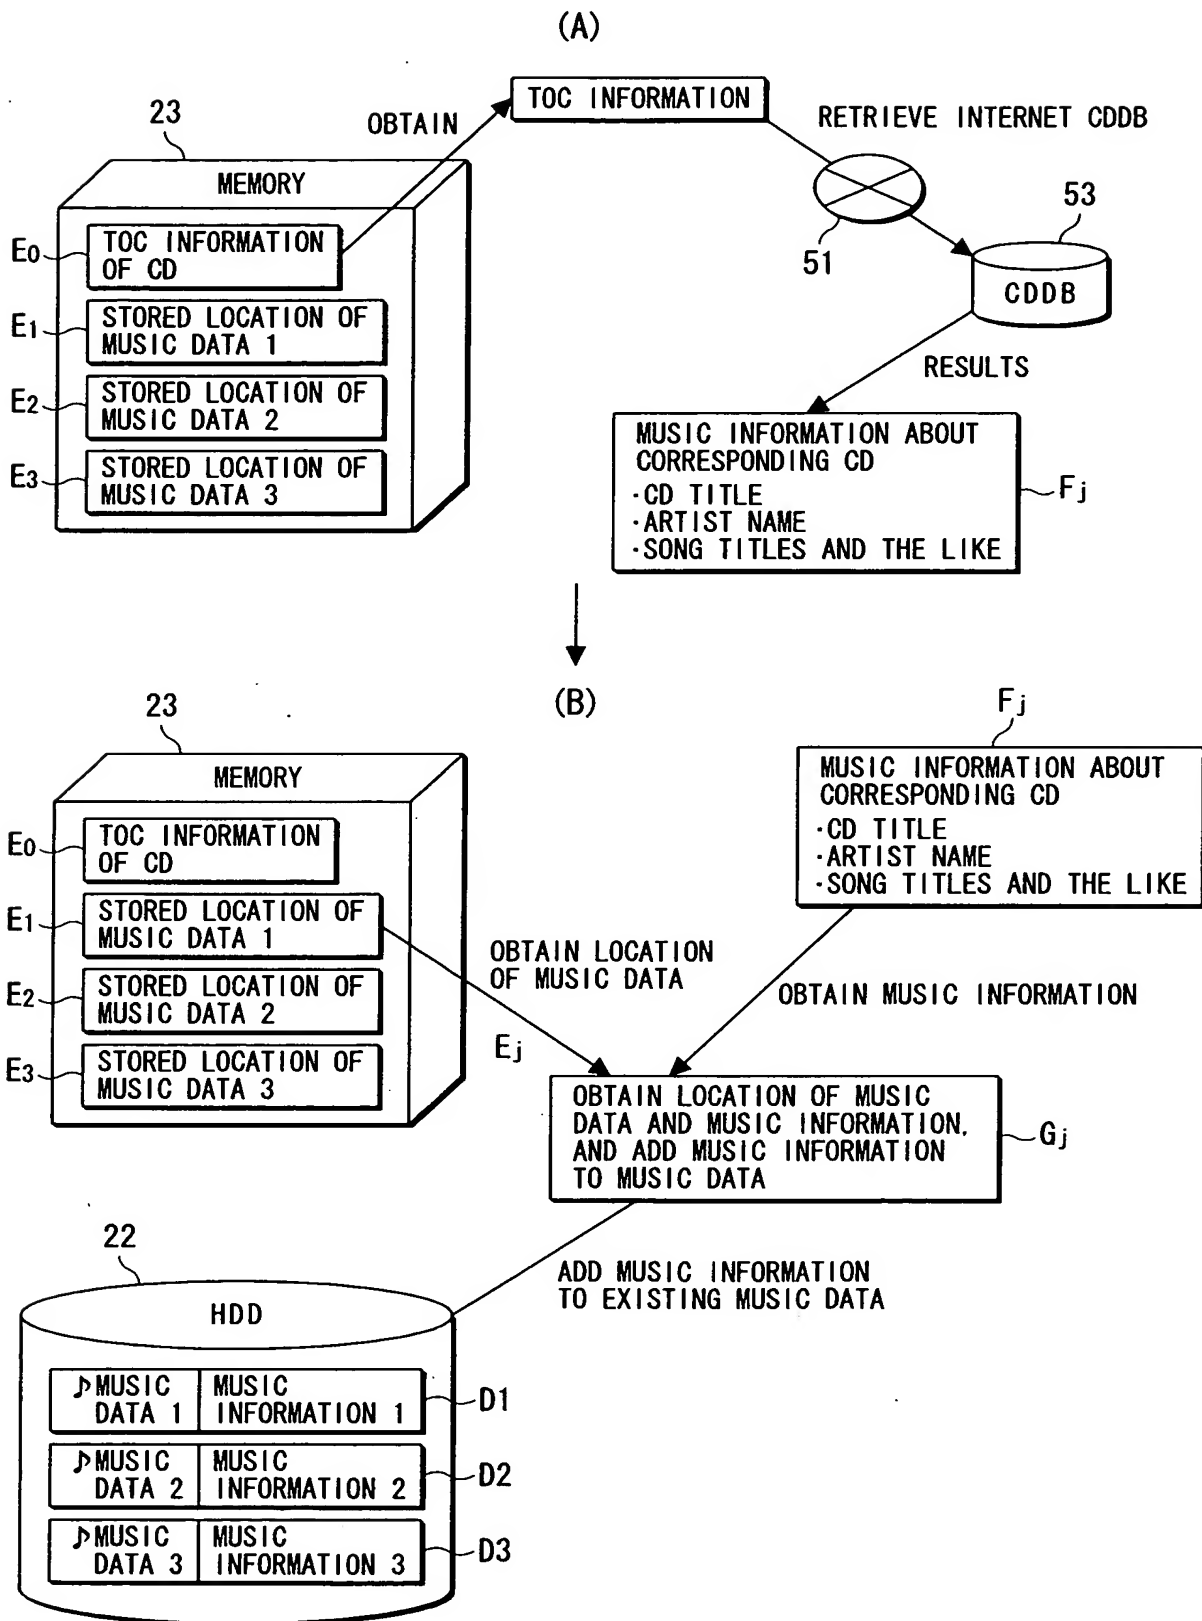 (A)
TOC INFORMATION
OBTAIN
RETRIEVE INTERNET CDDB
23
MEMORY
E0
TOC INFORMATION
OF CD
E1
STORED LOCATION OF
MUSIC DATA 1
E2
STORED LOCATION OF
MUSIC DATA 2
E3
STORED LOCATION OF
MUSIC DATA 3
51
53
CDDB
RESULTS
MUSIC INFORMATION ABOUT
CORRESPONDING CD
·CD TITLE
·ARTIST NAME
·SONG TITLES AND THE LIKE
Fj
(B)
23
MEMORY
E0
TOC INFORMATION
OF CD
E1
STORED LOCATION OF
MUSIC DATA 1
E2
STORED LOCATION OF
MUSIC DATA 2
E3
STORED LOCATION OF
MUSIC DATA 3
Fj
MUSIC INFORMATION ABOUT
CORRESPONDING CD
·CD TITLE
·ARTIST NAME
·SONG TITLES AND THE LIKE
OBTAIN LOCATION
OF MUSIC DATA
OBTAIN MUSIC INFORMATION
Ej
OBTAIN LOCATION OF MUSIC
DATA AND MUSIC INFORMATION,
AND ADD MUSIC INFORMATION
TO MUSIC DATA
Gj
ADD MUSIC INFORMATION
TO EXISTING MUSIC DATA
22
HDD
♪MUSIC
DATA 1
MUSIC
INFORMATION 1
D1
♪MUSIC
DATA 2
MUSIC
INFORMATION 2
D2
♪MUSIC
DATA 3
MUSIC
INFORMATION 3
D3